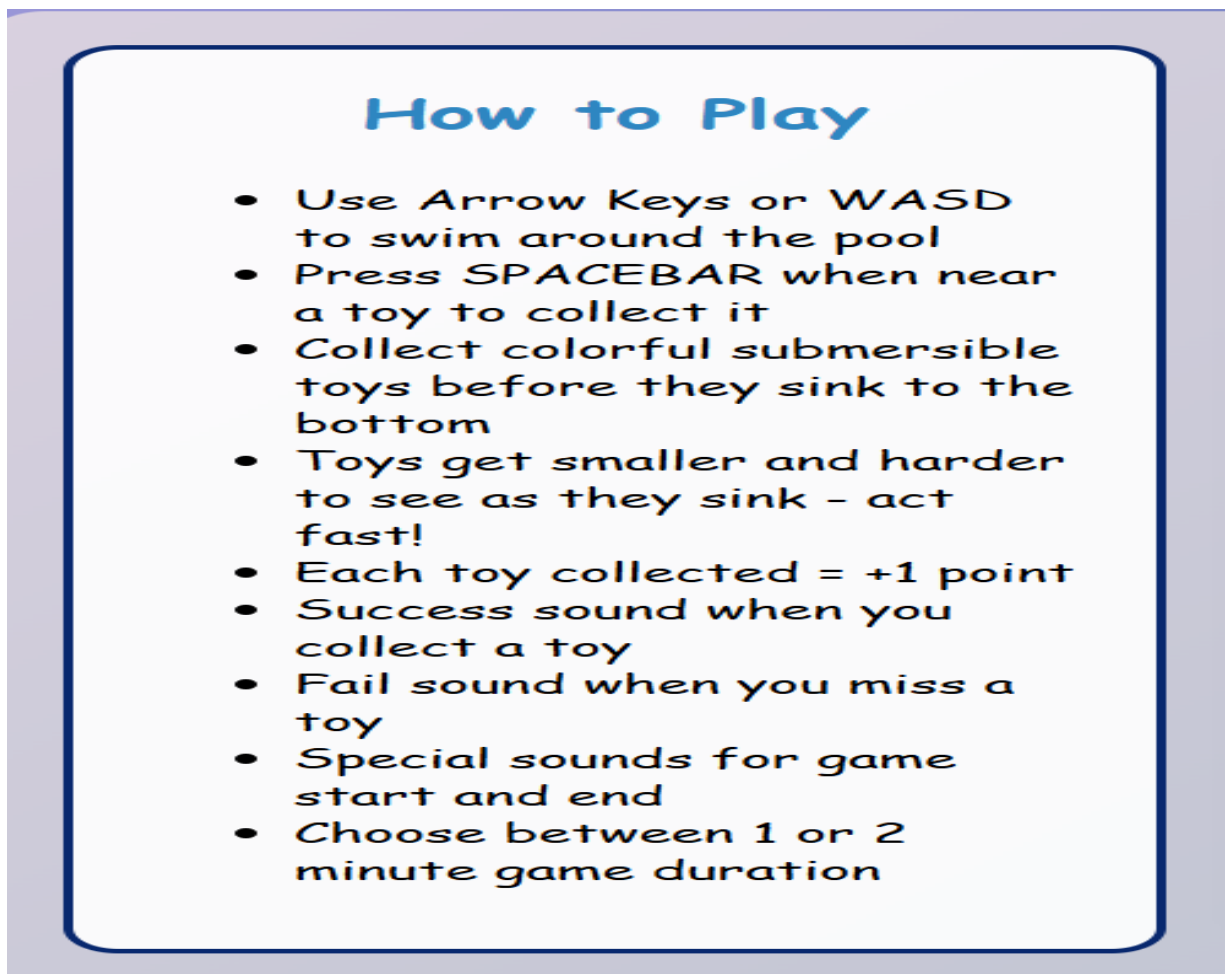 How to Play
• Use Arrow Keys or WASD
to swim around the pool
• Press SPACEBAR when near
a toy to collect it
• Collect colorful submersible
toys before they sink to the
bottom
• Toys get smaller and harder
to see as they sink - act
fast!
• Each toy collected = +1 point
• Success sound when you
collect a toy
• Fail sound when you miss a
toy
• Special sounds for game
start and end
• Choose between 1 or 2
minute game duration